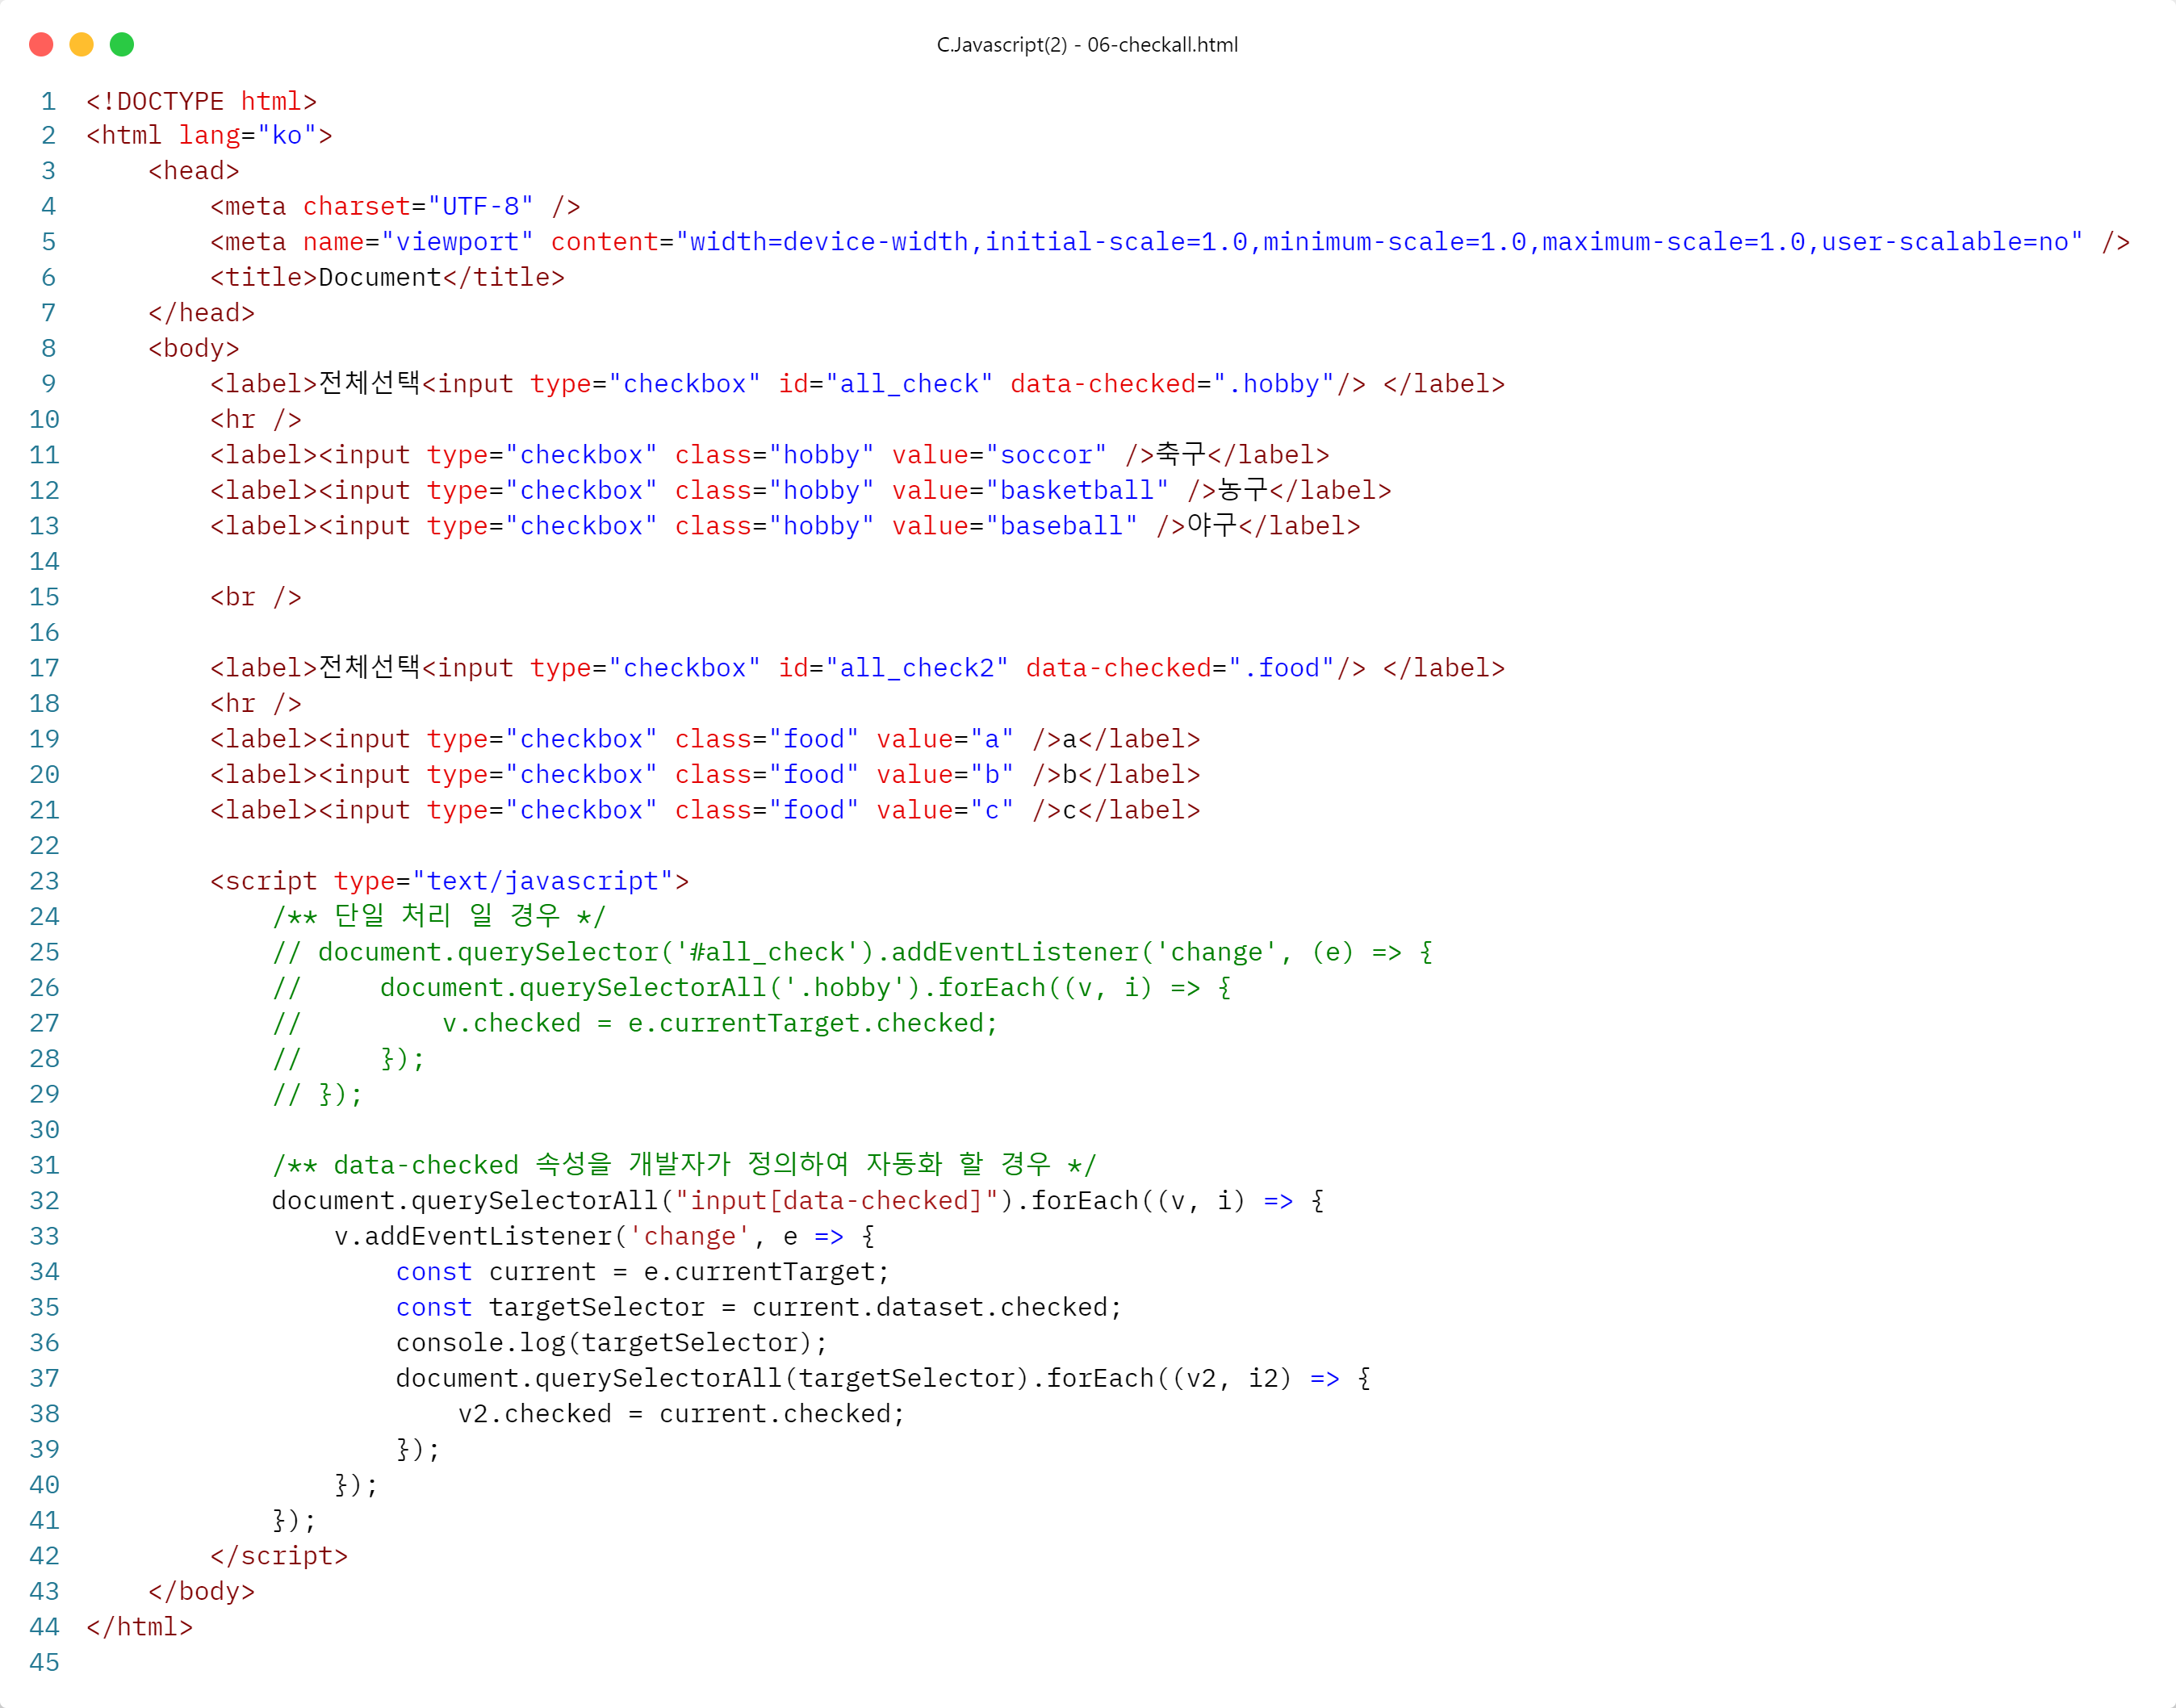 C.Javascript(2) - 06-checkall.html
1 <!DOCTYPE html>
2 <html lang="ko">
3     <head>
4         <meta charset="UTF-8" />
5         <meta name="viewport" content="width=device-width,initial-scale=1.0,minimum-scale=1.0,maximum-scale=1.0,user-scalable=no" />
6         <title>Document</title>
7     </head>
8     <body>
9         <label>전체선택<input type="checkbox" id="all_check" data-checked=".hobby"/> </label>
10         <hr />
11         <label><input type="checkbox" class="hobby" value="soccor" />축구</label>
12         <label><input type="checkbox" class="hobby" value="basketball" />농구</label>
13         <label><input type="checkbox" class="hobby" value="baseball" />야구</label>
14
15         <br />
16
17         <label>전체선택<input type="checkbox" id="all_check2" data-checked=".food"/> </label>
18         <hr />
19         <label><input type="checkbox" class="food" value="a" />a</label>
20         <label><input type="checkbox" class="food" value="b" />b</label>
21         <label><input type="checkbox" class="food" value="c" />c</label>
22
23         <script type="text/javascript">
24             /** 단일 처리 일 경우 */
25             // document.querySelector('#all_check').addEventListener('change', (e) => {
26             //     document.querySelectorAll('.hobby').forEach((v, i) => {
27             //         v.checked = e.currentTarget.checked;
28             //     });
29             // });
30
31             /** data-checked 속성을 개발자가 정의하여 자동화 할 경우 */
32             document.querySelectorAll("input[data-checked]").forEach((v, i) => {
33                 v.addEventListener('change', e => {
34                     const current = e.currentTarget;
35                     const targetSelector = current.dataset.checked;
36                     console.log(targetSelector);
37                     document.querySelectorAll(targetSelector).forEach((v2, i2) => {
38                         v2.checked = current.checked;
39                     });
40                 });
41             });
42         </script>
43     </body>
44 </html>
45